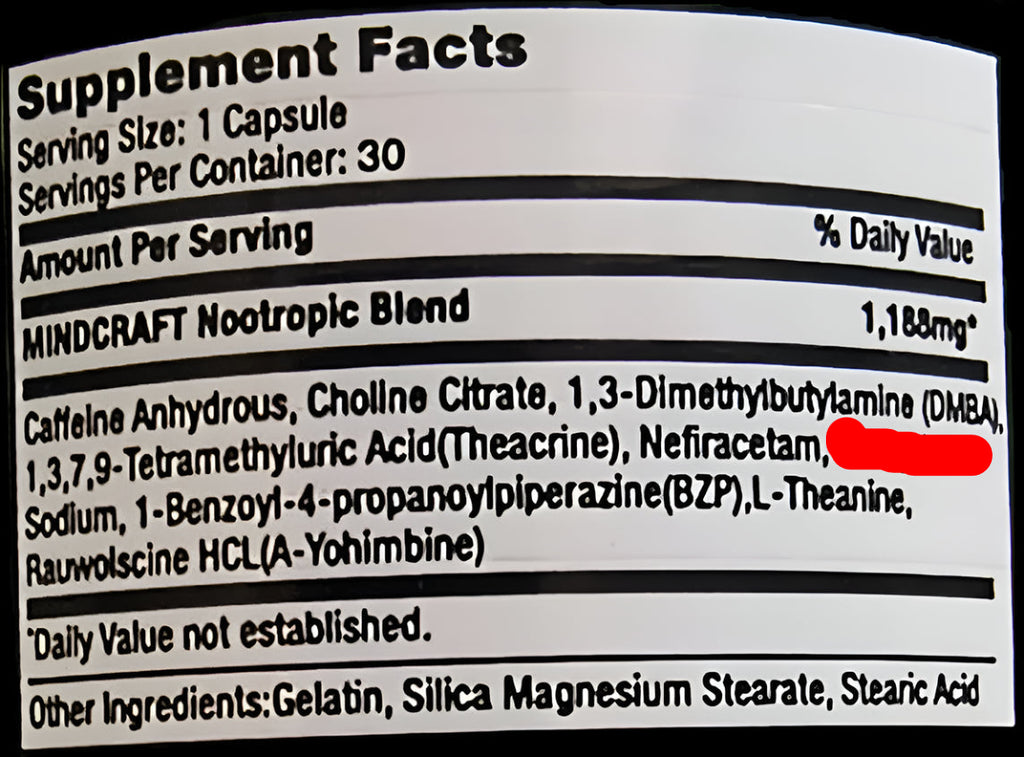 Supplement Facts
Serving Size: 1 Capsule
Servings Per Container: 30
Amount Per Serving % Daily Value
MINDCRAFT Nootropic Blend 1,188mg*
Caffeine Anhydrous, Choline Citrate, 1,3-Dimethylbutylamine (DMBA),
1,3,7,9-Tetramethyluric Acid(Theacrine), Nefiracetam,
Sodium, 1-Benzoyl-4-propanoylpiperazine(BZP),L-Theanine,
Rauwolscine HCL(A-Yohimbine)
*Daily Value not established.
Other Ingredients:Gelatin, Silica Magnesium Stearate, Stearic Acid